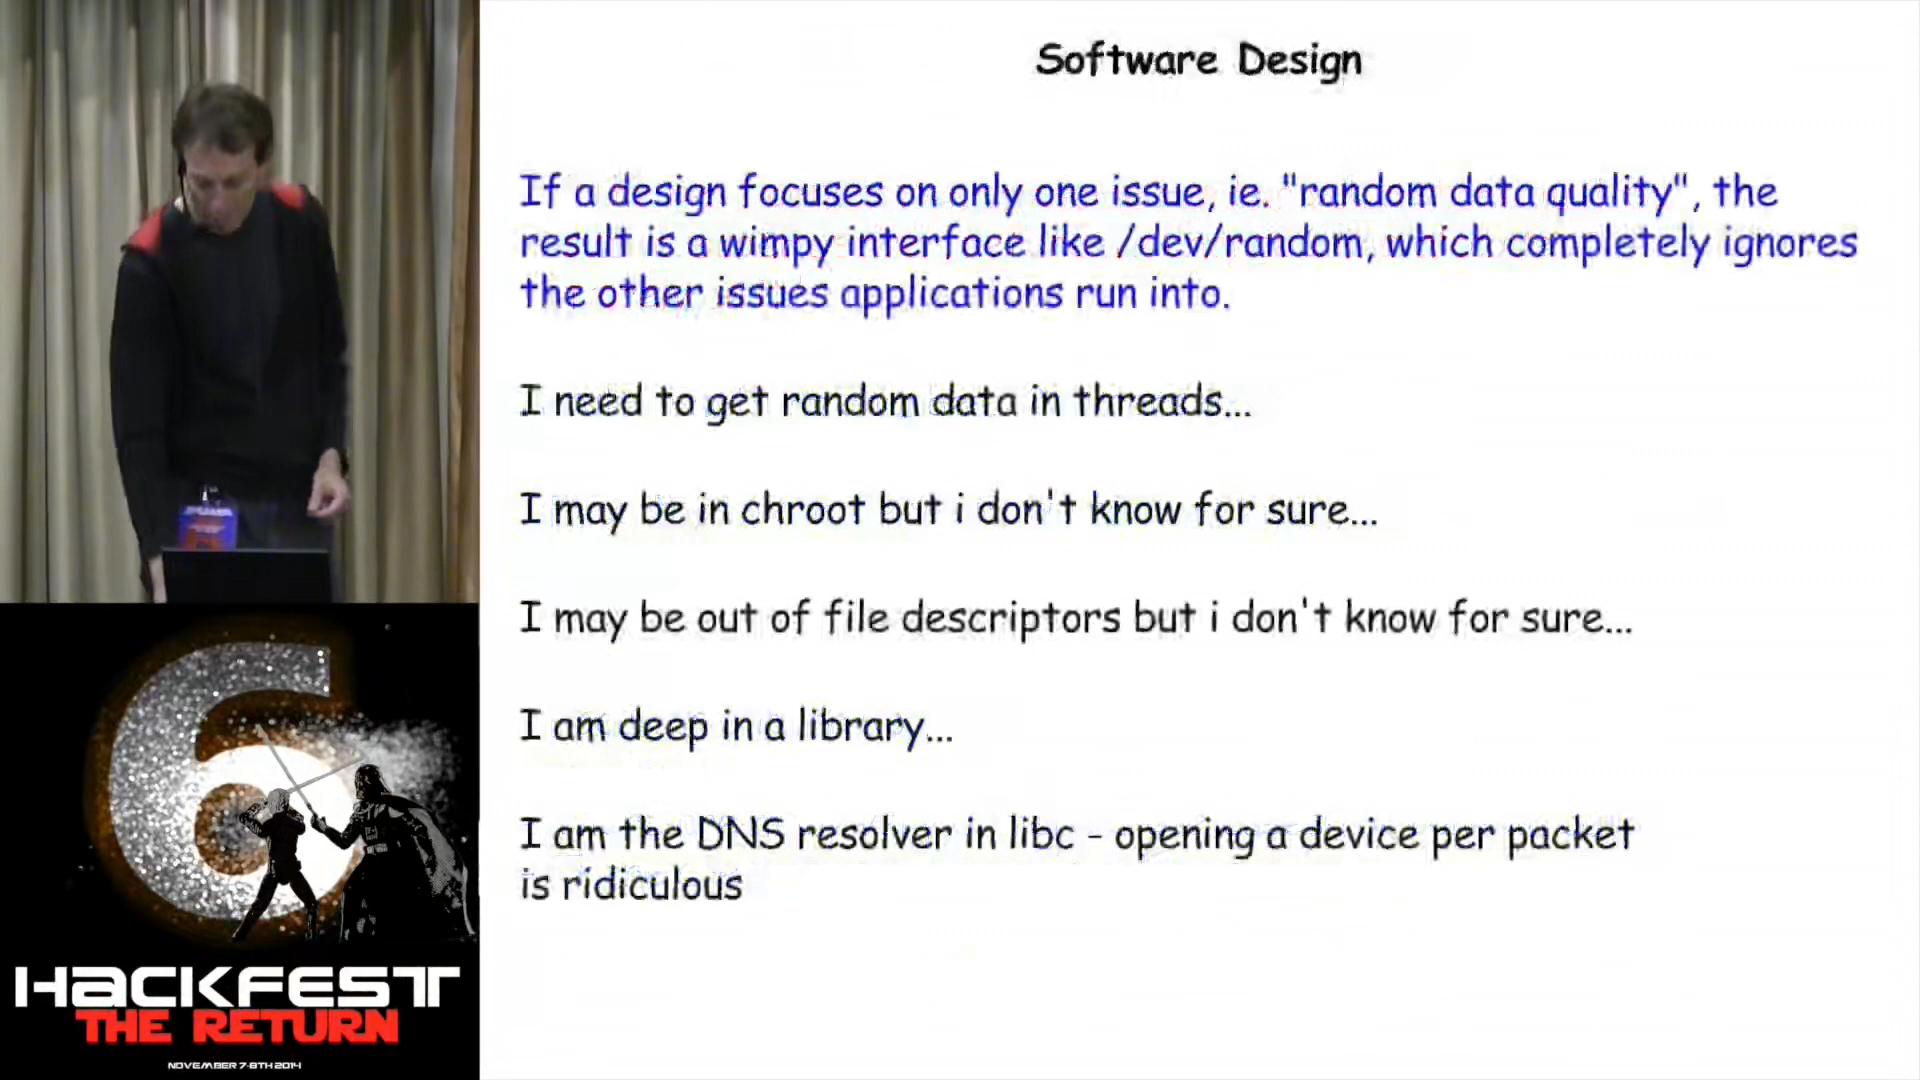 Software Design
If a design focuses on only one issue, ie. "random data quality", the
result is a wimpy interface like /dev/random, which completely ignores
the other issues applications run into.
I need to get random data in threads...
I may be in chroot but i don't know for sure...
I may be out of file descriptors but i don't know for sure...
I am deep in a library...
I am the DNS resolver in libc - opening a device per packet
is ridiculous
HACKFEST
THE RETURN
NOVEMBER 7-8TH 2014